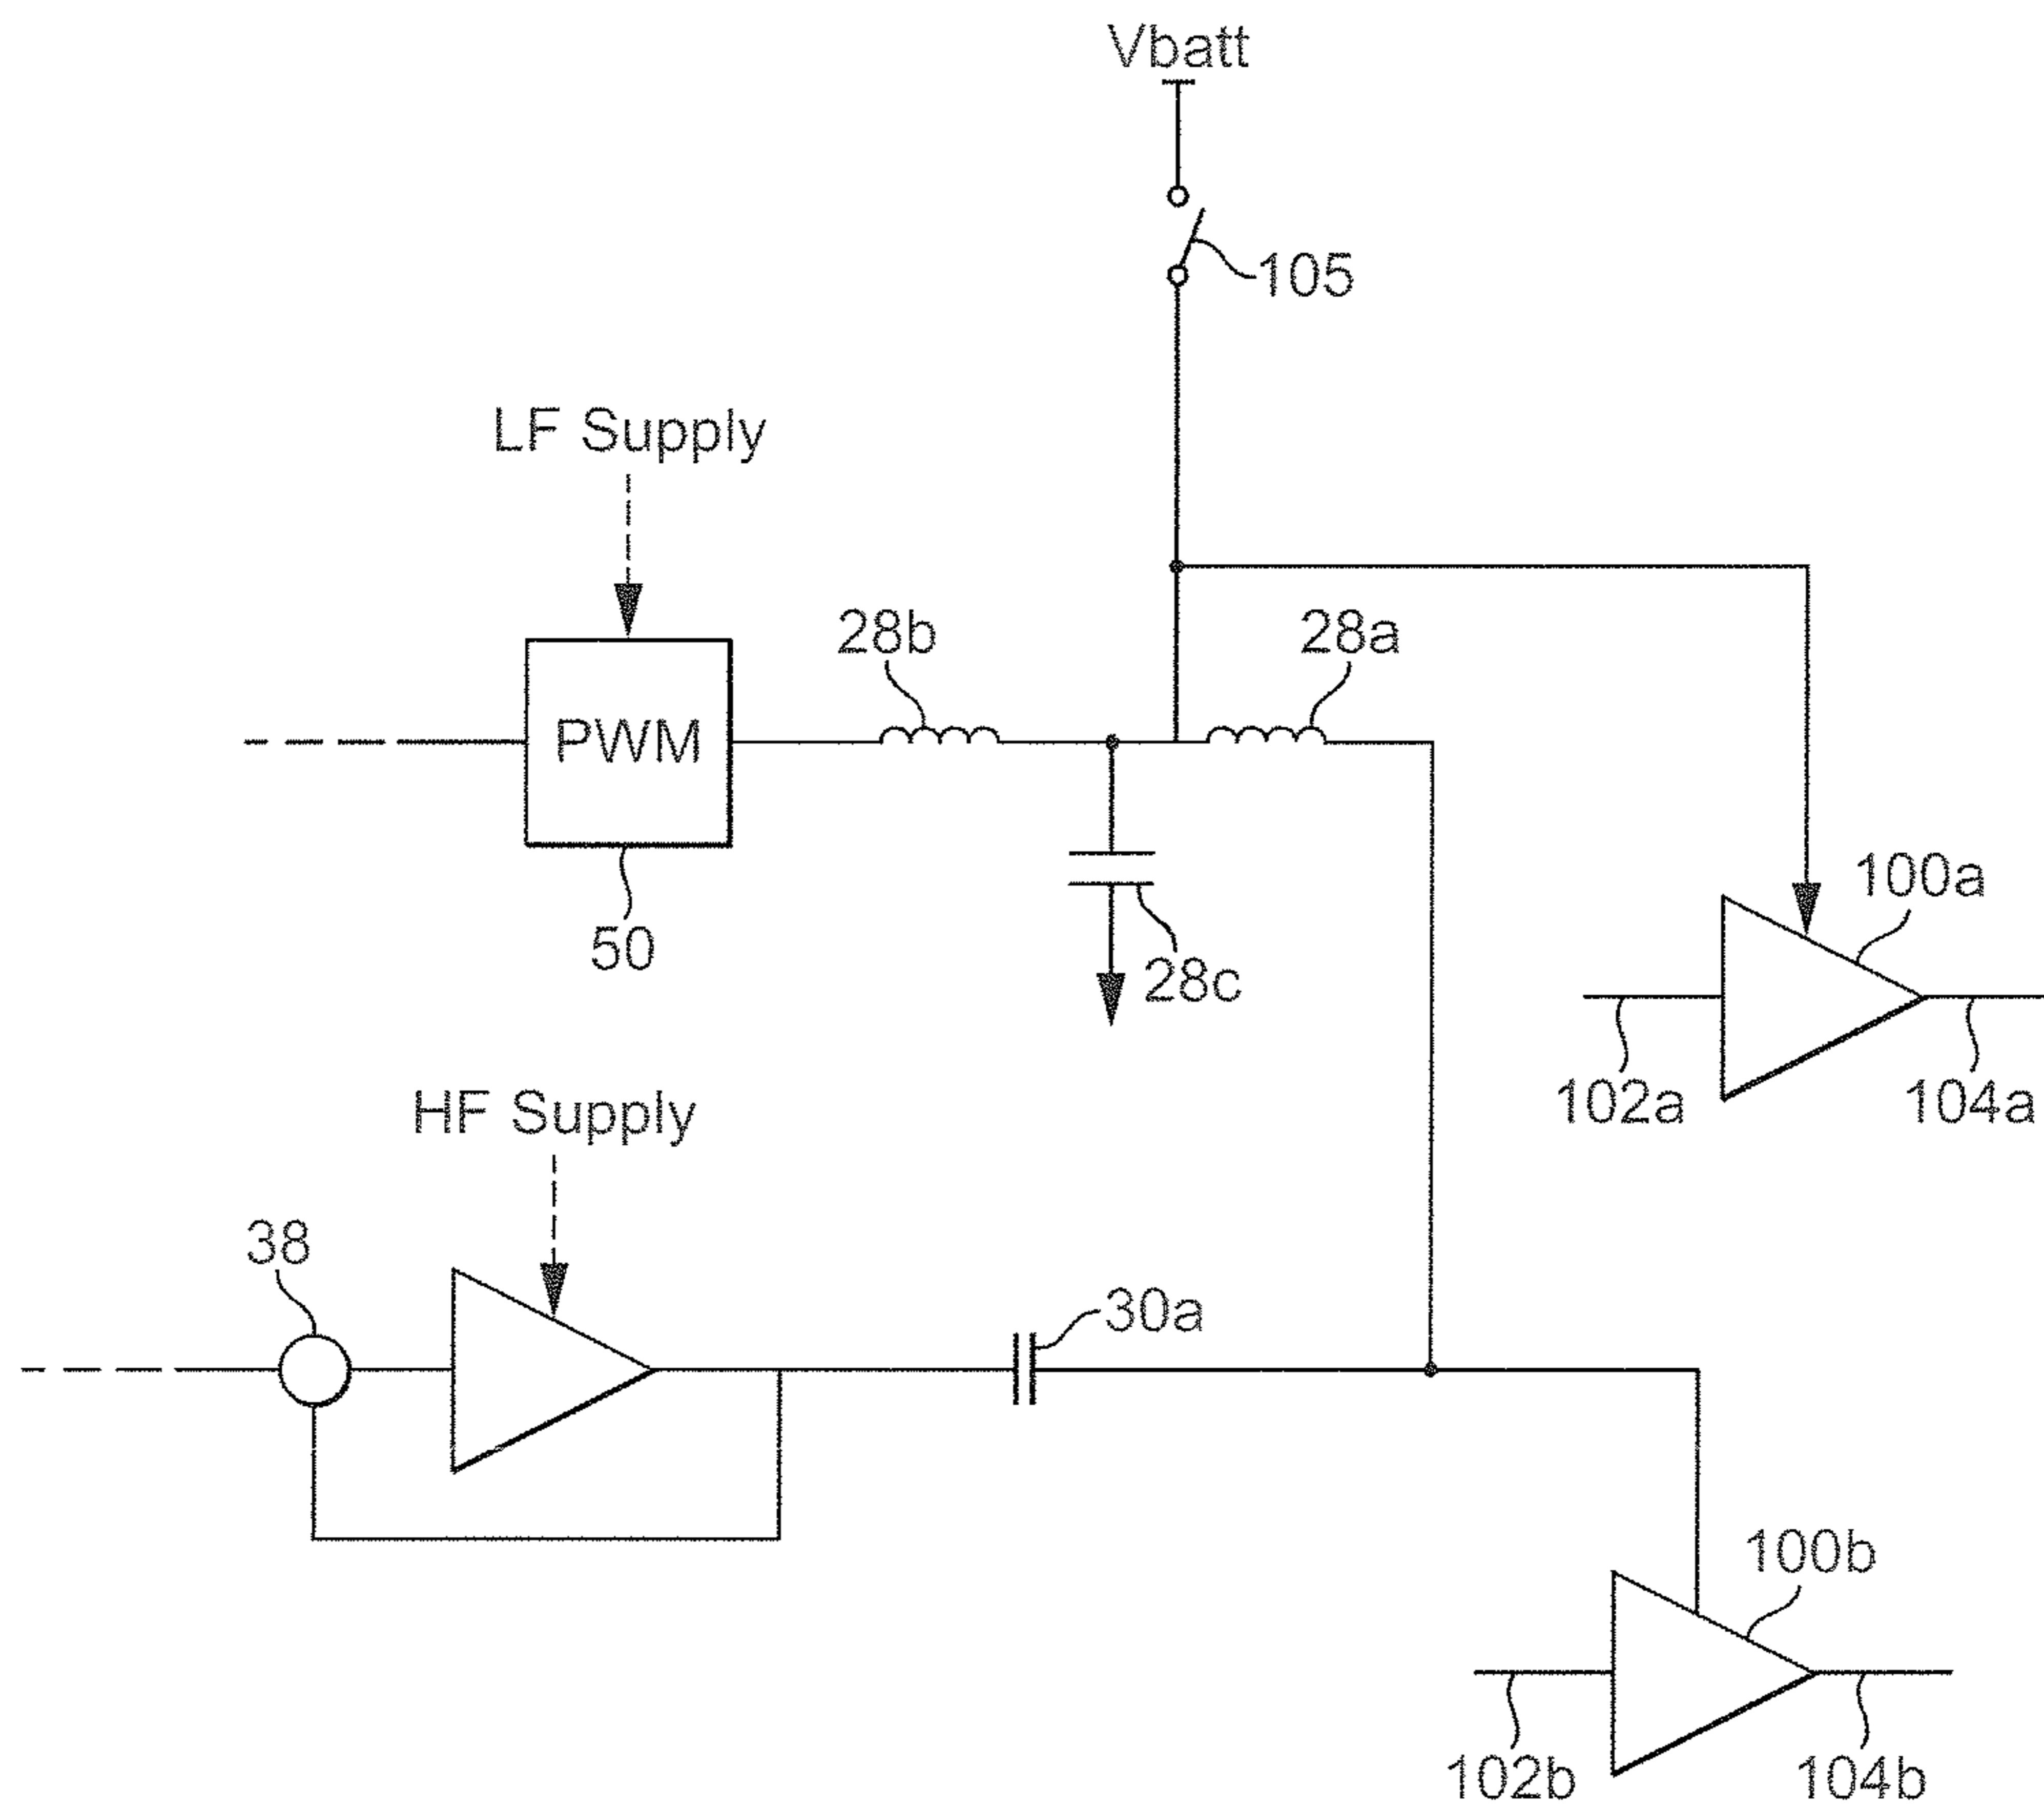 Vbatt
105
LF Supply
28b
28a
PWM
100a
50
28c
102a
104a
HF Supply
38
30a
100b
102b
104b